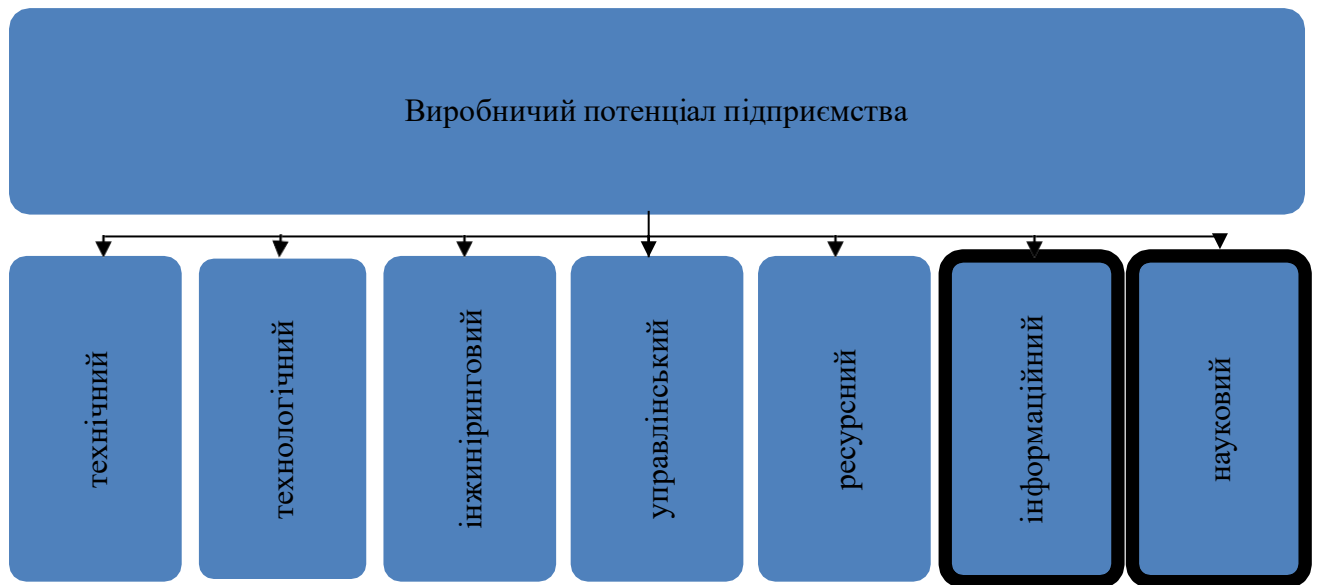 Виробничий потенціал підприємства
технічний
технологічний
інжиніринговий
управлінський
ресурсний
інформаційний
науковий